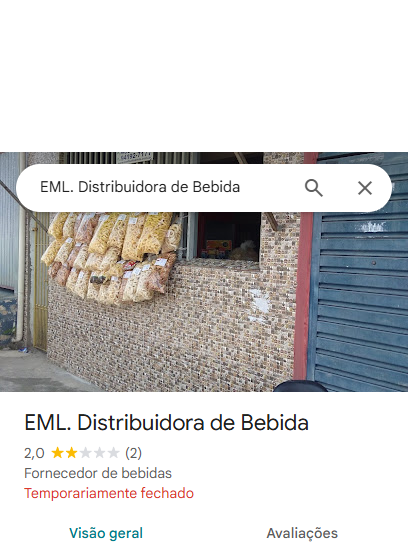 EML. Distribuidora de Bebida
EML. Distribuidora de Bebida
2,0 (2)
Fornecedor de bebidas
Temporariamente fechado
Visão geral Avaliações